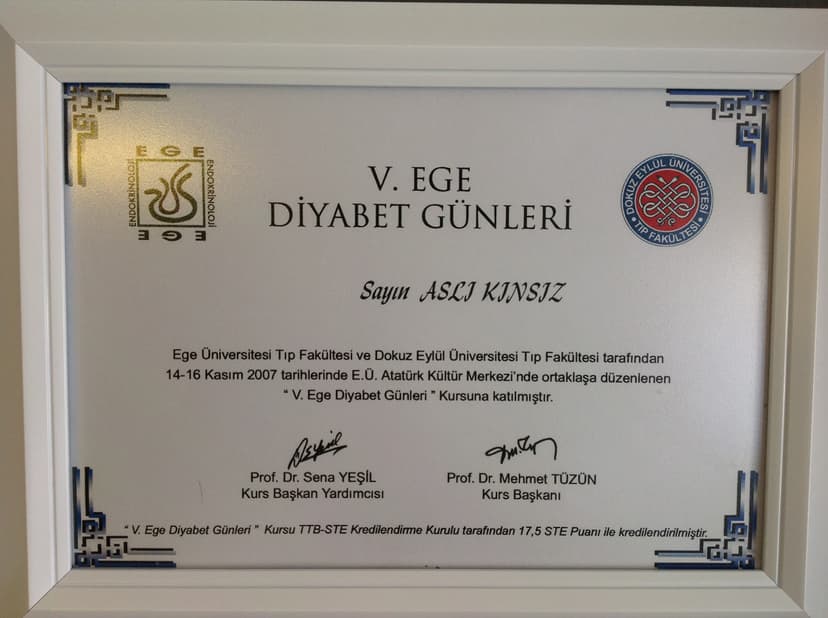 EGE
ENDOKRİNOLOJİ
ENDOKRİNOLOJİ
EGE
V. EGE
DİYABET GÜNLERİ
DOKUZ EYLÜL ÜNİVERSİTESİ
• TIP FAKÜLTESİ •
Sayın ASLI KINSIZ
Ege Üniversitesi Tıp Fakültesi ve Dokuz Eylül Üniversitesi Tıp Fakültesi tarafından
14-16 Kasım 2007 tarihlerinde E.Ü. Atatürk Kültür Merkezi'nde ortaklaşa düzenlenen
“ V. Ege Diyabet Günleri ” Kursuna katılmıştır.
Prof. Dr. Sena YEŞİL
Kurs Başkan Yardımcısı
Prof. Dr. Mehmet TÜZÜN
Kurs Başkanı
“ V. Ege Diyabet Günleri ” Kursu TTB-STE Kredilendirme Kurulu tarafından 17,5 STE Puanı ile kredilendirilmiştir.